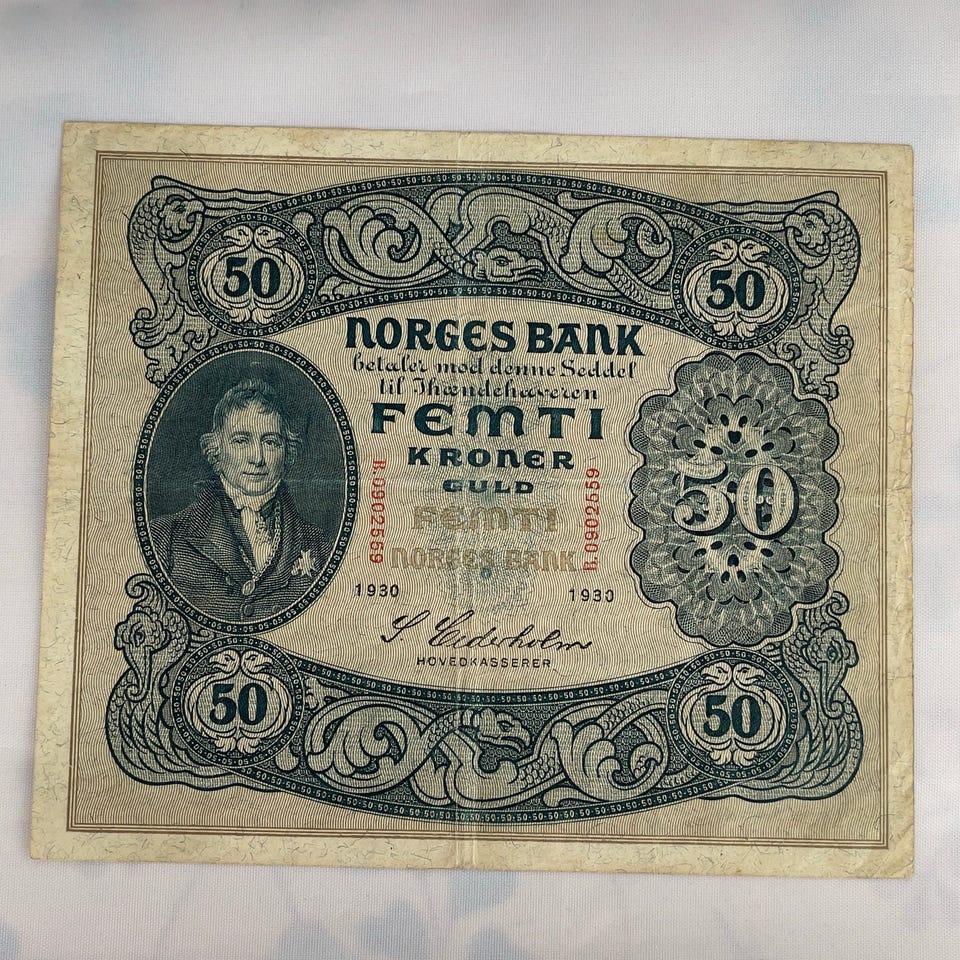 50
50
NORGES BANK
betaler mod denne Seddel
til Ihændehaveren
FEMTI
KRONER
GULD
50
FEMTI
NORGES BANK
B.0902559
B.0902559
1930
1930
S Cederholm
HOVEDKASSERER
50
50